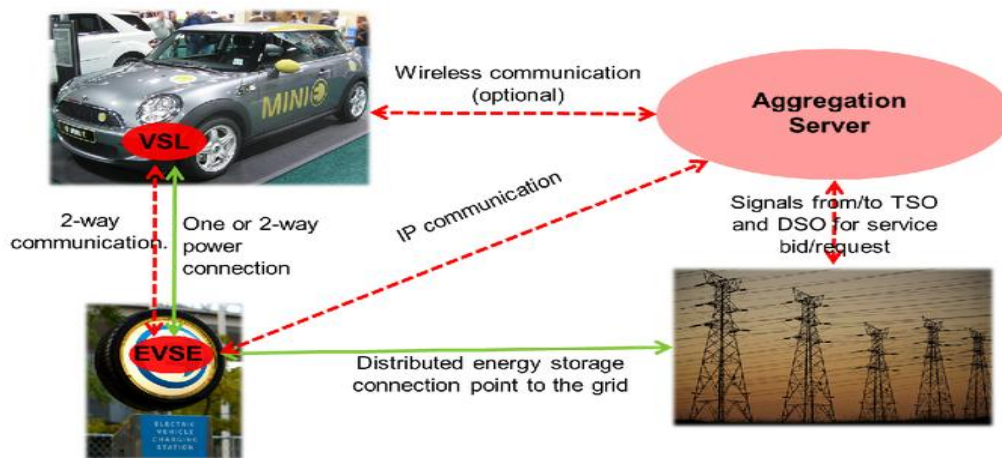 Wireless communication
(optional)
Aggregation
Server
MINI
VSL
2-way
communication.
One or 2-way
power
connection
IP communication
Signals from/to TSO
and DSO for service
bid/request
EVSE
Distributed energy storage
connection point to the grid
ELECTRIC
VEHICLE
CHARGING
STATION